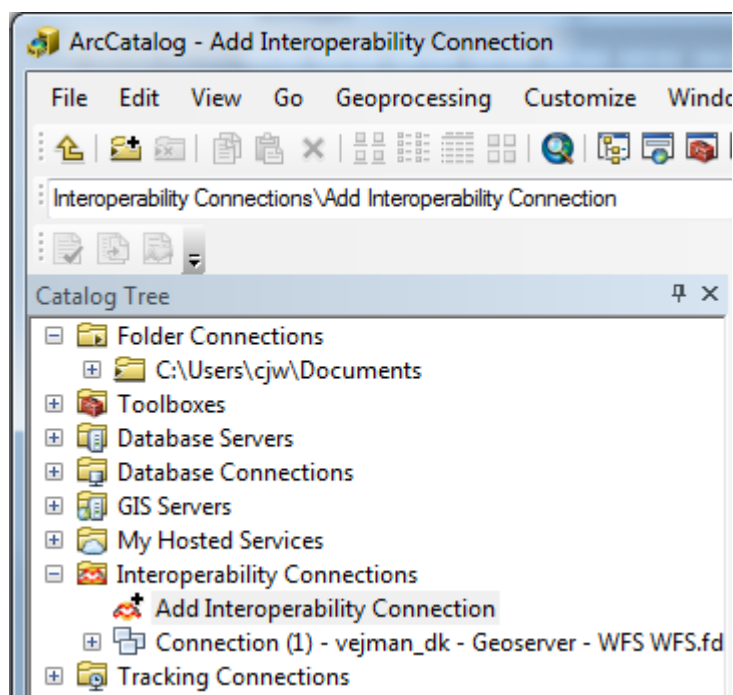 ArcCatalog - Add Interoperability Connection
File Edit View Go Geoprocessing Customize
Interoperability Connections\Add Interoperability Connection
Catalog Tree
Folder Connections
C:\Users\cjw\Documents
Toolboxes
Database Servers
Database Connections
GIS Servers
My Hosted Services
Interoperability Connections
Add Interoperability Connection
Connection (1) - vejman_dk - Geoserver - WFS WFS.fd
Tracking Connections